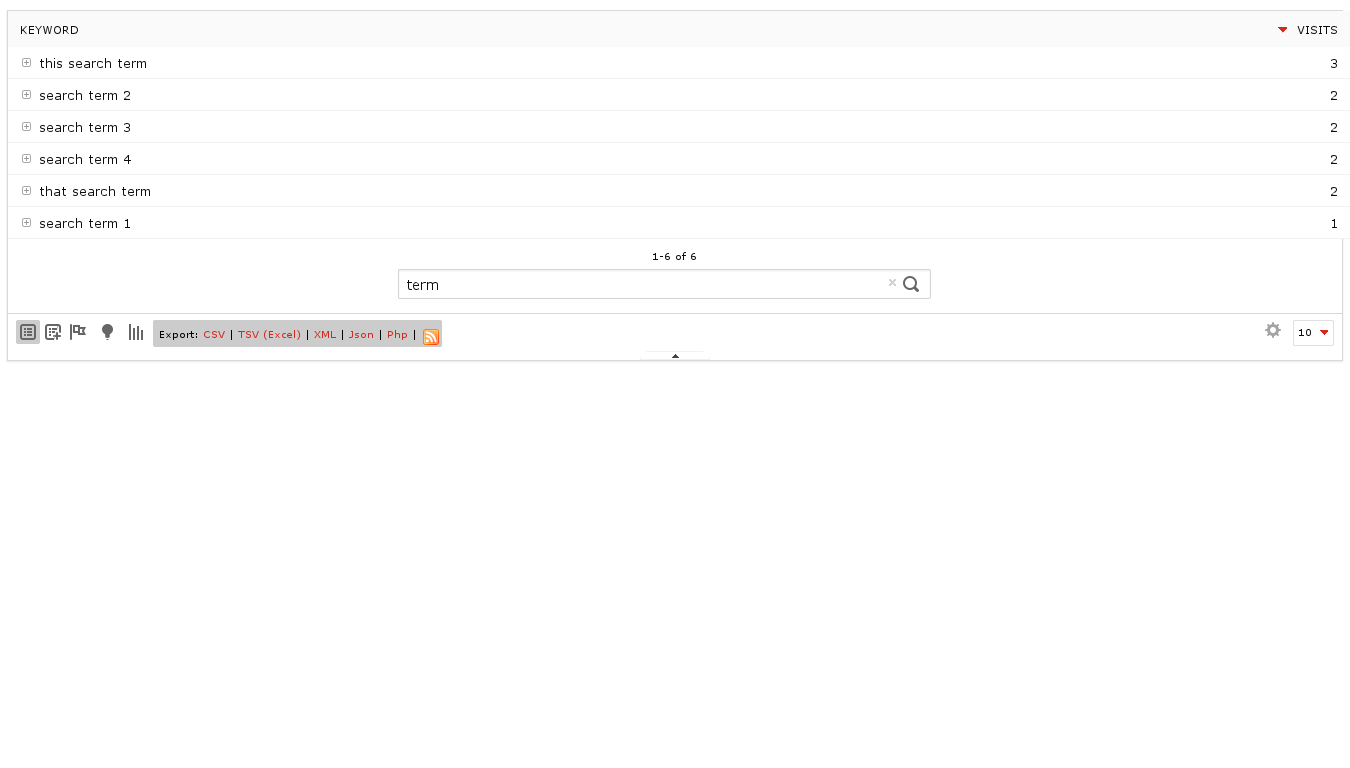 KEYWORD VISITS
this search term 3
search term 2 2
search term 3 2
search term 4 2
that search term 2
search term 1 1
1-6 of 6
term ×
Export: CSV | TSV (Excel) | XML | Json | Php | 10